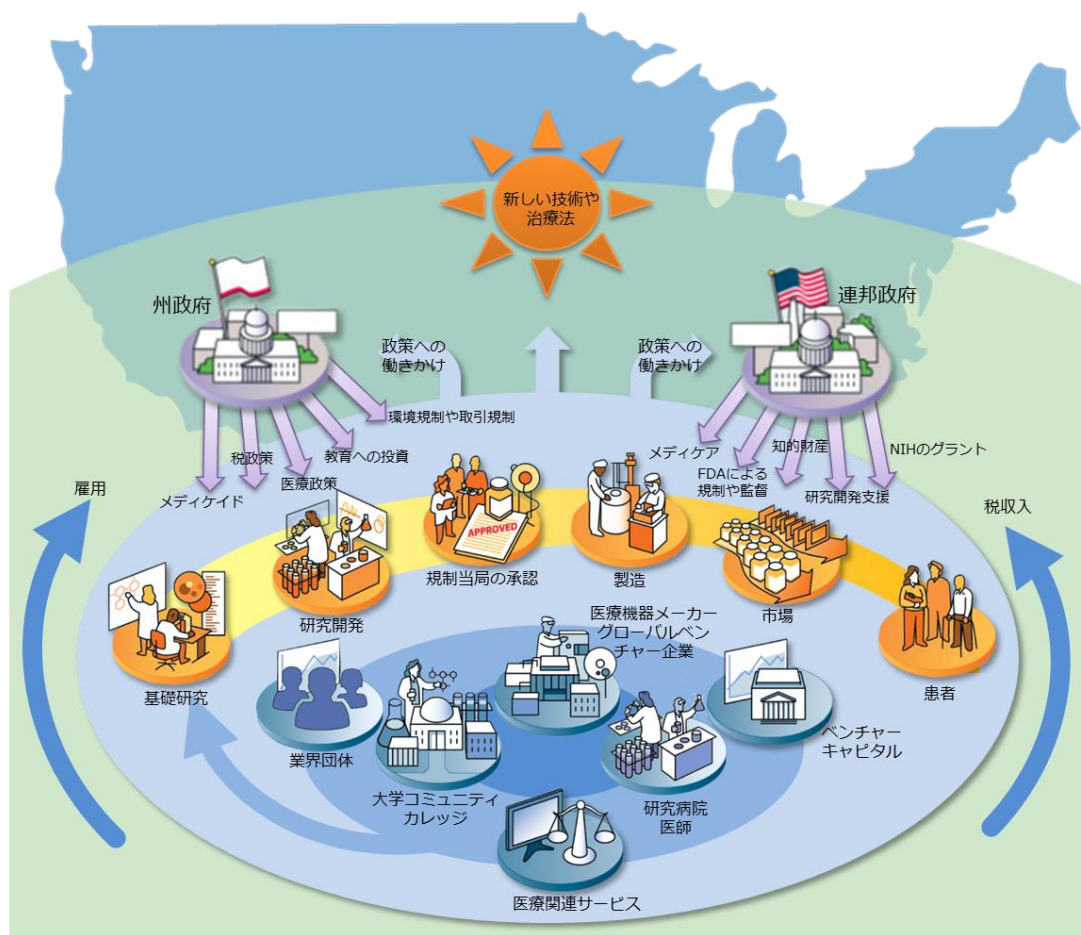 新しい技術や
治療法
州政府
連邦政府
政策への
働きかけ
政策への
働きかけ
環境規制や取引規制
教育への投資
税政策
医療政策
メディケイド
メディケア
知的財産
NIHのグラント
FDAによる
規制や監督
研究開発支援
雇用
税収入
APPROVED
規制当局の承認
製造
研究開発
市場
基礎研究
患者
医療機器メーカー
グローバルベン
チャー企業
業界団体
ベンチャー
キャピタル
大学コミュニティ
カレッジ
研究病院
医師
医療関連サービス